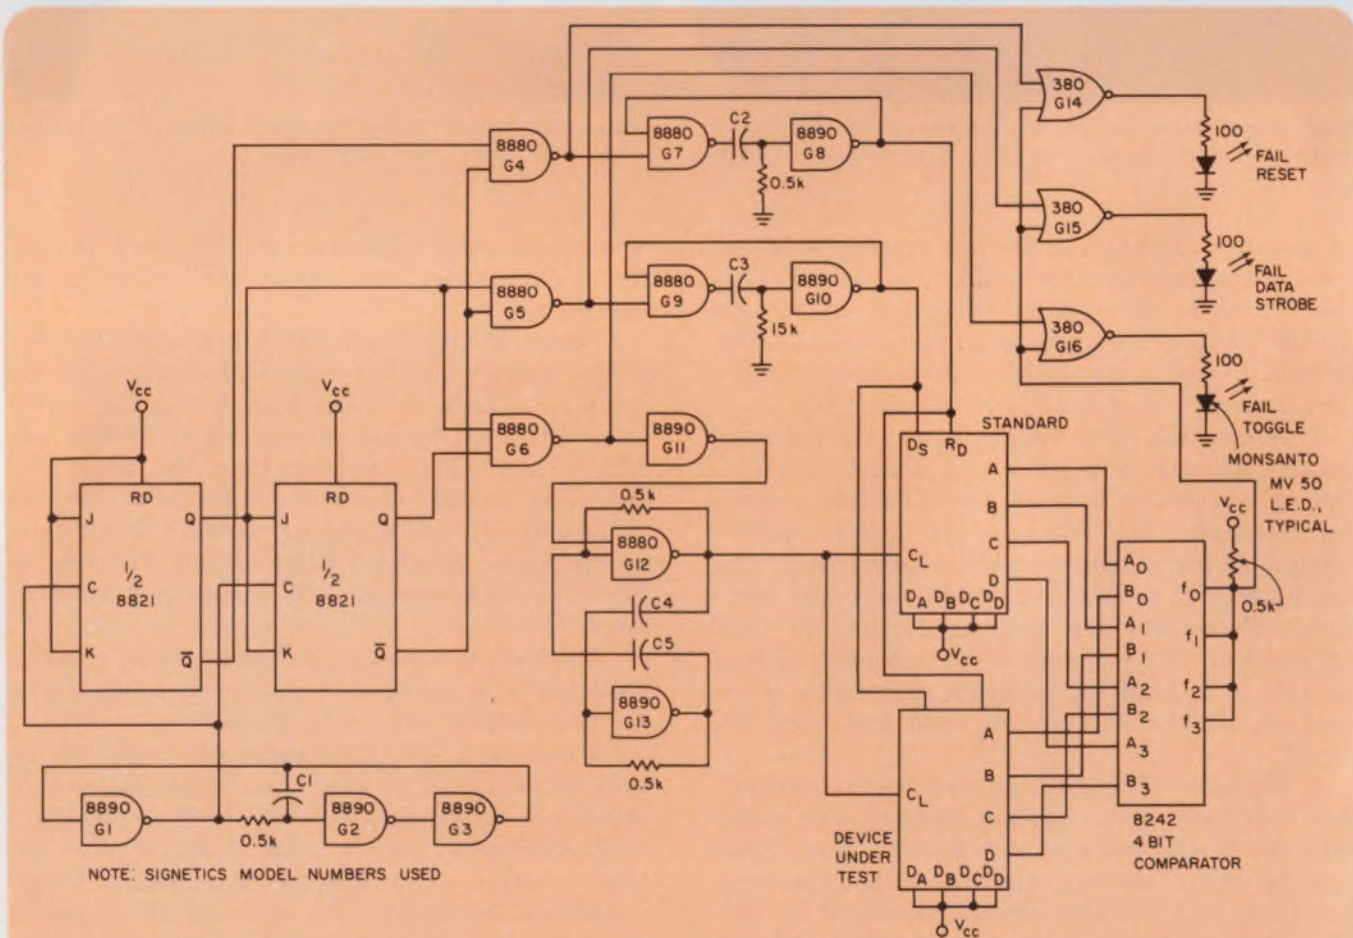 8880
G4
8880
G7
C2
0.5k
8890
G8
380
G14
100
FAIL
RESET
8880
G5
8880
G9
C3
15k
8890
G10
380
G15
100
FAIL
DATA
STROBE
8880
G6
8890
G11
380
G16
100
FAIL
TOGGLE
MONSANTO
MV 50
L.E.D.,
TYPICAL
Vcc
Vcc
RD
J
Q
C
1/2
8821
K
Q̅
RD
J
Q
C
1/2
8821
K
Q̅
0.5k
8880
G12
C4
C5
8890
G13
0.5k
STANDARD
DS RD
A
B
C
D
CL
DA DB DC DD
Vcc
Vcc
0.5k
A0
B0
A1
B1
A2
B2
A3
B3
f0
f1
f2
f3
8242
4 BIT
COMPARATOR
A
B
C
D
CL
DEVICE
UNDER
TEST
DA DB DC DD
Vcc
8890
G1
0.5k
C1
8890
G2
8890
G3
NOTE: SIGNETICS MODEL NUMBERS USED